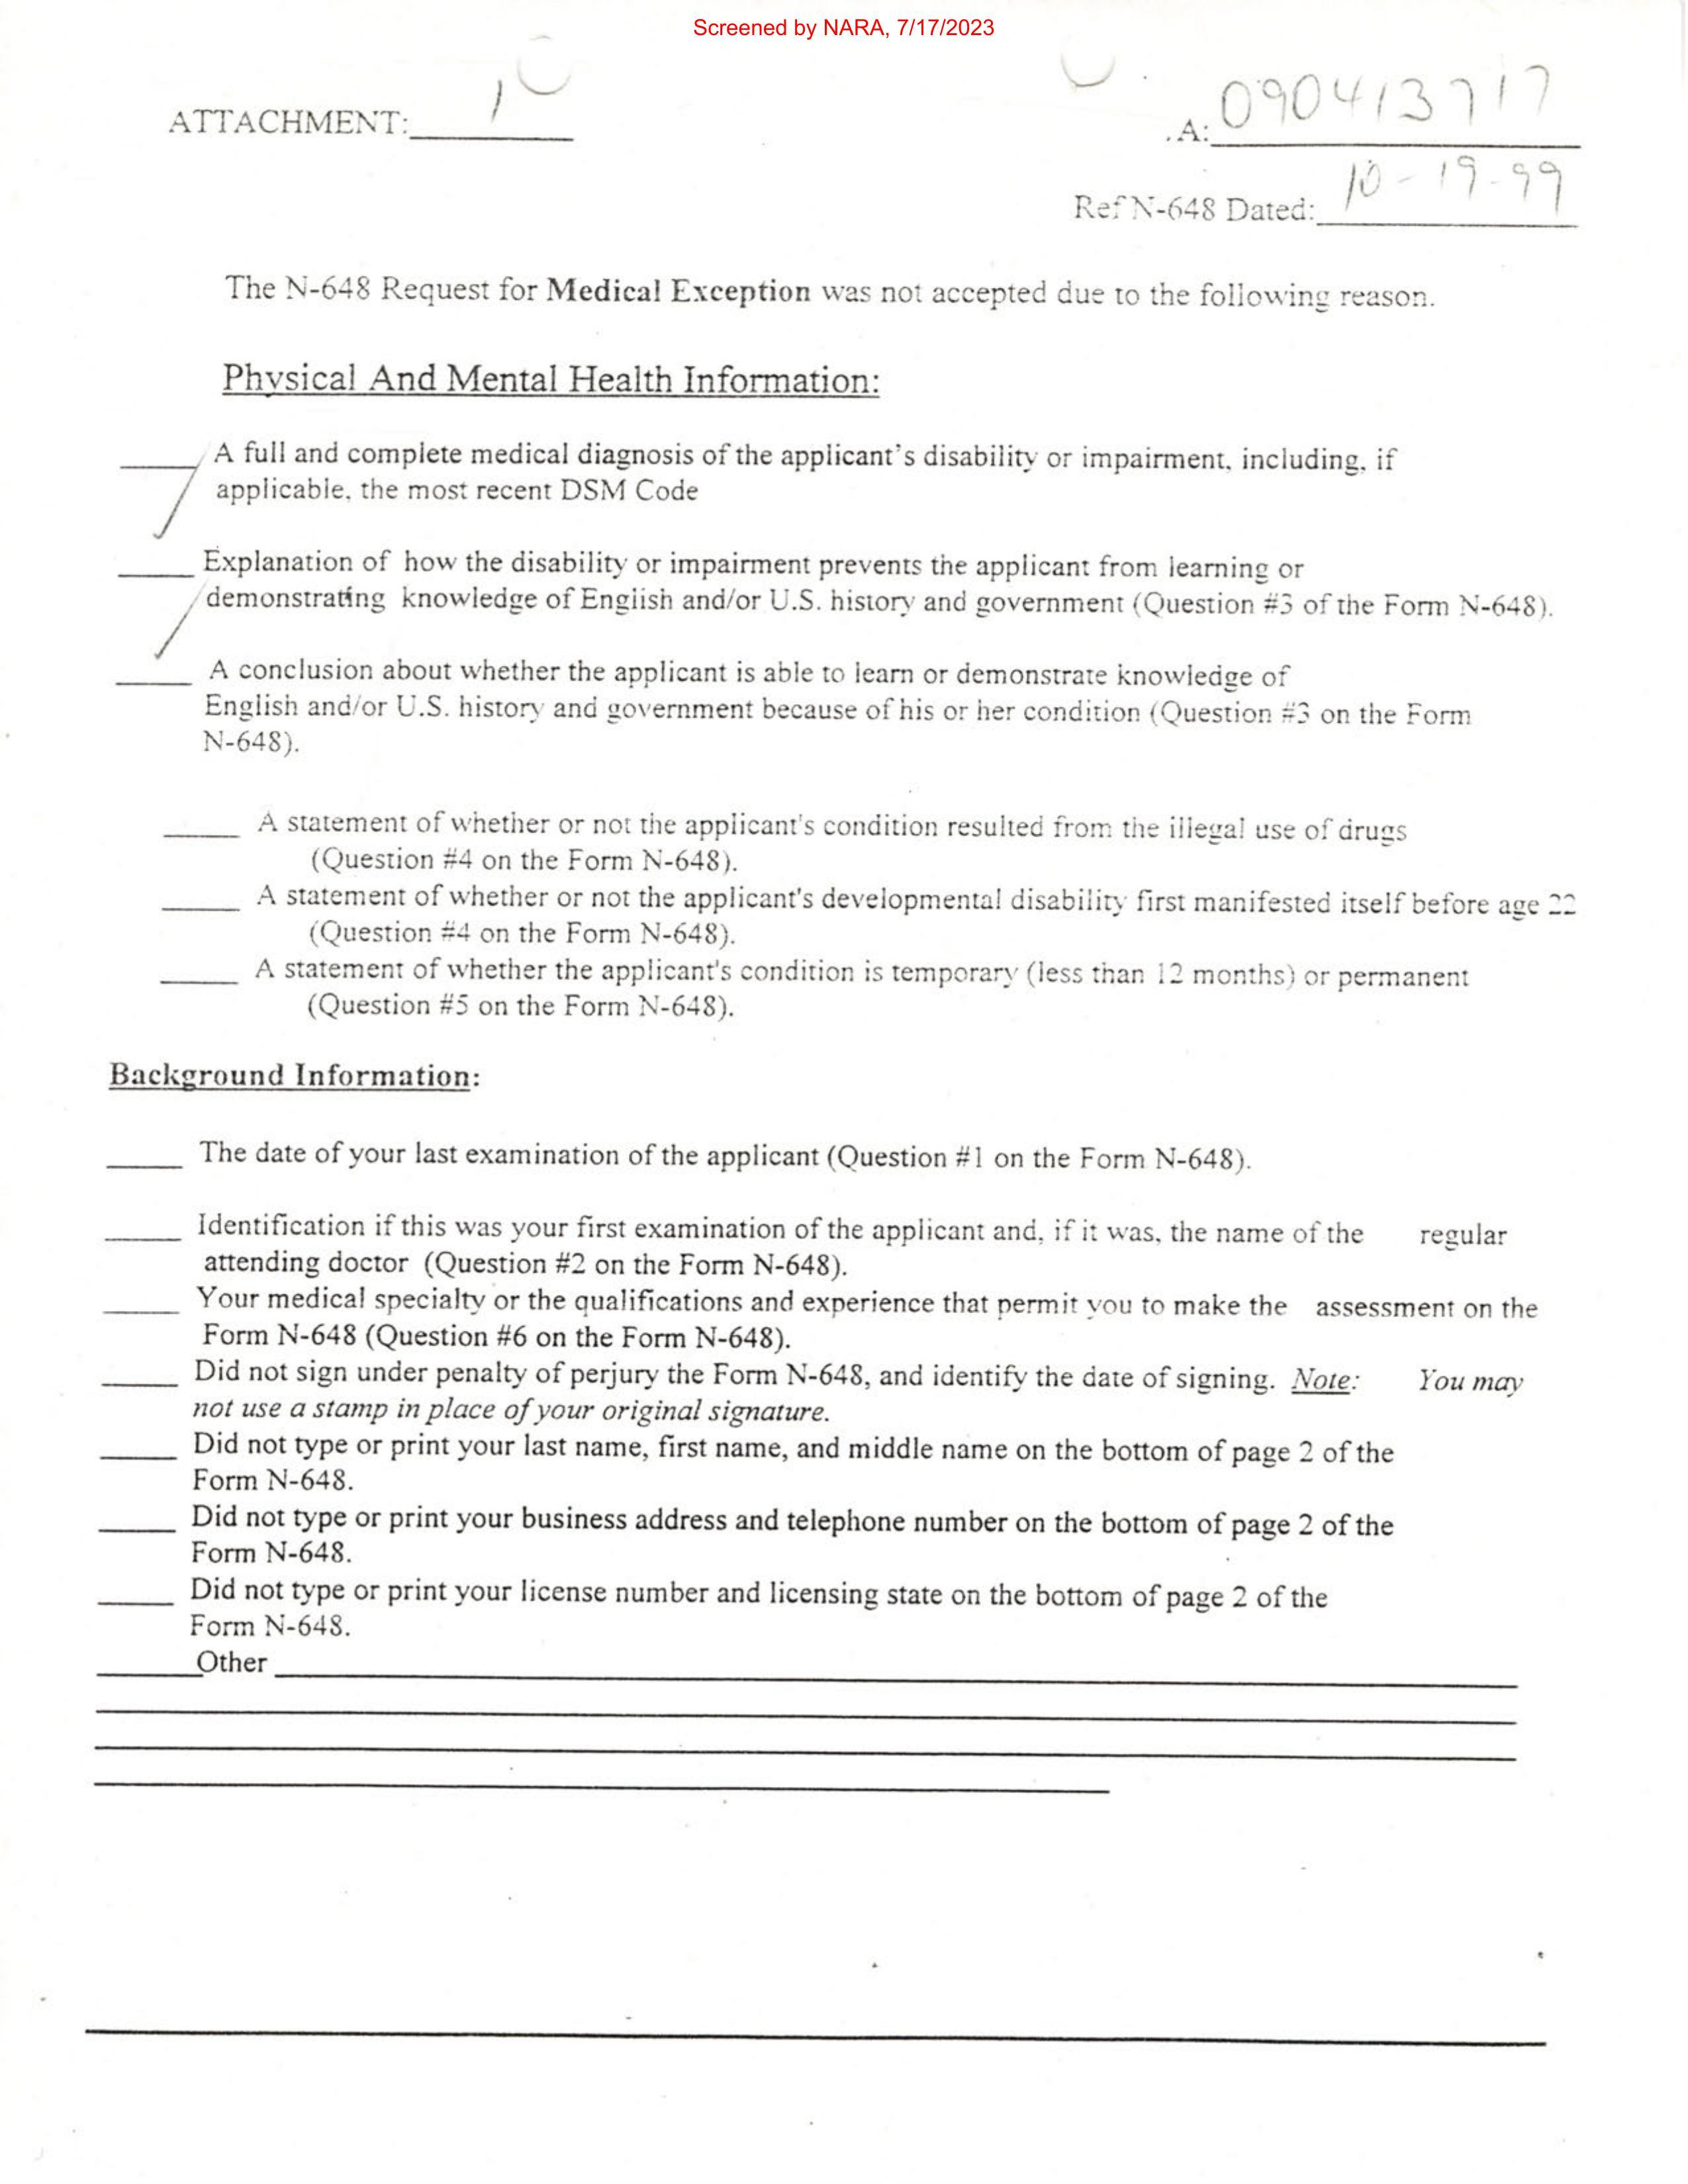 Screened by NARA, 7/17/2023
ATTACHMENT: 1
A: 090413717
Ref N-648 Dated: 10-19-99
The N-648 Request for Medical Exception was not accepted due to the following reason.
Physical And Mental Health Information:
A full and complete medical diagnosis of the applicant's disability or impairment, including, if
applicable, the most recent DSM Code
Explanation of how the disability or impairment prevents the applicant from learning or
demonstrating knowledge of English and/or U.S. history and government (Question #3 of the Form N-648).
A conclusion about whether the applicant is able to learn or demonstrate knowledge of
English and/or U.S. history and government because of his or her condition (Question #3 on the Form
N-648).
A statement of whether or not the applicant's condition resulted from the illegal use of drugs
(Question #4 on the Form N-648).
A statement of whether or not the applicant's developmental disability first manifested itself before age 22
(Question #4 on the Form N-648).
A statement of whether the applicant's condition is temporary (less than 12 months) or permanent
(Question #5 on the Form N-648).
Background Information:
The date of your last examination of the applicant (Question #1 on the Form N-648).
Identification if this was your first examination of the applicant and, if it was, the name of the regular
attending doctor (Question #2 on the Form N-648).
Your medical specialty or the qualifications and experience that permit you to make the assessment on the
Form N-648 (Question #6 on the Form N-648).
Did not sign under penalty of perjury the Form N-648, and identify the date of signing. Note: You may
not use a stamp in place of your original signature.
Did not type or print your last name, first name, and middle name on the bottom of page 2 of the
Form N-648.
Did not type or print your business address and telephone number on the bottom of page 2 of the
Form N-648.
Did not type or print your license number and licensing state on the bottom of page 2 of the
Form N-648.
Other